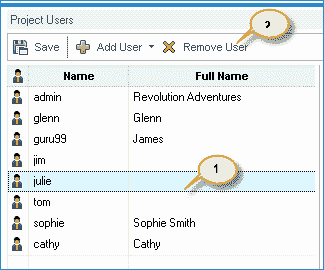 Project Users
2
Save Add User Remove User
Name Full Name
admin Revolution Adventures
glenn Glenn
guru99 James
jim
julie
1
tom
sophie Sophie Smith
cathy Cathy